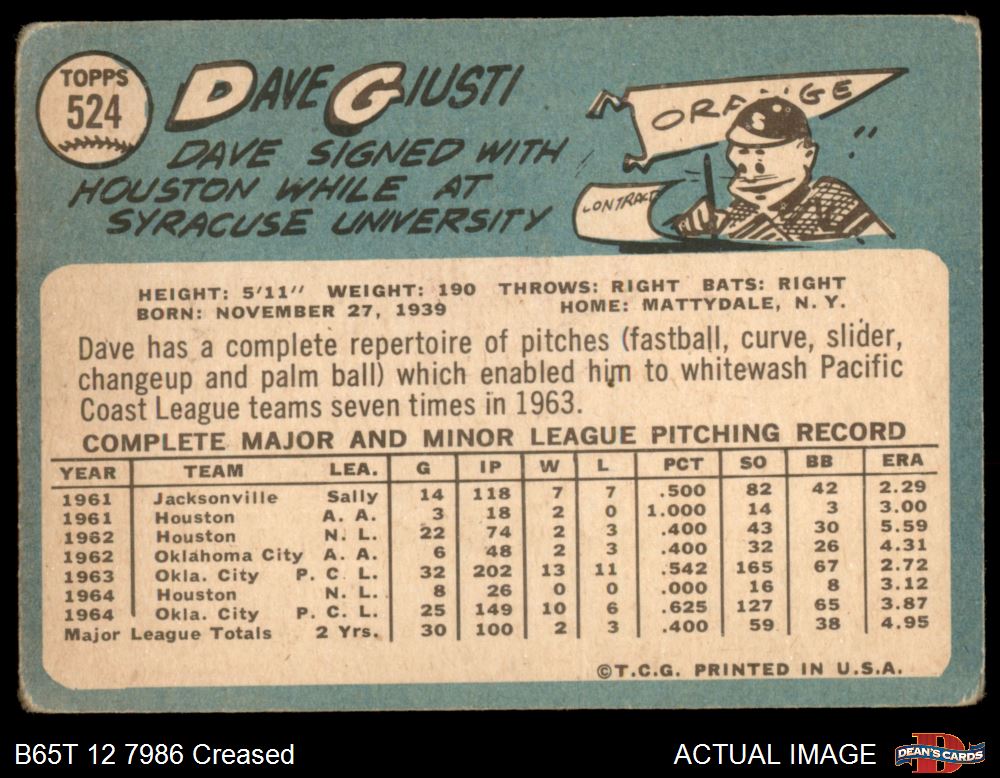 TOPPS
524
DAVE GIUSTI
DAVE SIGNED WITH
HOUSTON WHILE AT
SYRACUSE UNIVERSITY
ORANGE
S
CONTRACT
HEIGHT: 5'11" WEIGHT: 190 THROWS: RIGHT BATS: RIGHT
BORN: NOVEMBER 27, 1939 HOME: MATTYDALE, N. Y.
Dave has a complete repertoire of pitches (fastball, curve, slider,
changeup and palm ball) which enabled him to whitewash Pacific
Coast League teams seven times in 1963.
COMPLETE MAJOR AND MINOR LEAGUE PITCHING RECORD
YEAR TEAM LEA. G IP W L PCT SO BB ERA
1961 Jacksonville Sally 14 118 7 7 .500 82 42 2.29
1961 Houston A. A. 3 18 2 0 1.000 14 3 3.00
1962 Houston N. L. 22 74 2 3 .400 43 30 5.59
1962 Oklahoma City A. A. 6 48 2 3 .400 32 26 4.31
1963 Okla. City P. C. L. 32 202 13 11 .542 165 67 2.72
1964 Houston N. L. 8 26 0 0 .000 16 8 3.12
1964 Okla. City P. C. L. 25 149 10 6 .625 127 65 3.87
Major League Totals 2 Yrs. 30 100 2 3 .400 59 38 4.95
©T.C.G. PRINTED IN U.S.A.
B65T 12 7986 Creased ACTUAL IMAGE
D
DEAN'S CARDS